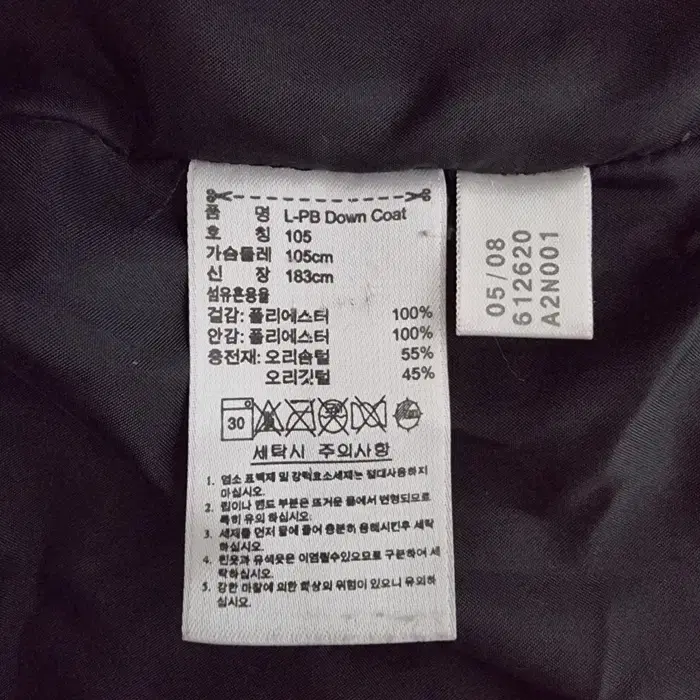 품 명 L-PB Down Coat
호 칭 105
가슴둘레 105cm
신 장 183cm
섬유혼용율
겉감: 폴리에스터 100%
안감: 폴리에스터 100%
충전재: 오리솜털 55%
오리깃털 45%
30
세탁시 주의사항
1. 염소 표백제 및 강력효소세제는 절대사용하지
마십시오.
2. 립이나 밴드 부분은 뜨거운 물에서 변형되므로
특히 유의 하십시오.
3. 세제를 먼저 물에 풀어 충분히 용해시킨후 세탁
하십시오.
4. 흰옷과 유색옷은 이염될수있으므로 구분하여 세
탁하십시오.
5. 강한 마찰에 의한 손상의 위험이 있으니 유의하
십시오.
05/08
612620
A2N001